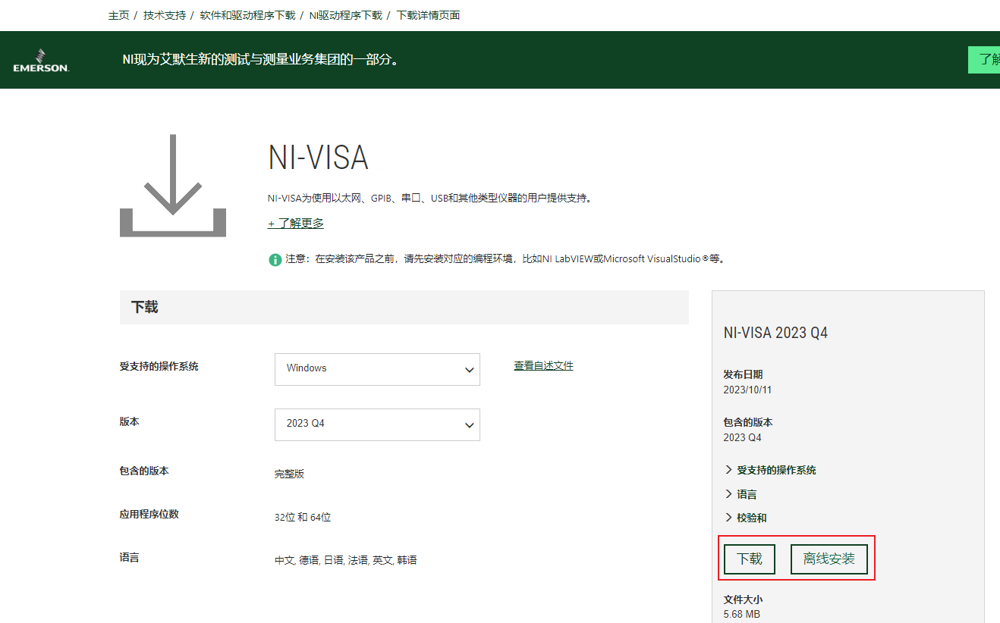 主页 / 技术支持 / 软件和驱动程序下载 / NI驱动程序下载 / 下载详情页面
EMERSON.
NI现为艾默生新的测试与测量业务集团的一部分。
了解
NI-VISA
NI-VISA为使用以太网、GPIB、串口、USB和其他类型仪器的用户提供支持。
+ 了解更多
注意：在安装该产品之前，请先安装对应的编程环境，比如NI LabVIEW或Microsoft VisualStudio®等。
下载
受支持的操作系统
Windows
查看自述文件
版本
2023 Q4
包含的版本
完整版
应用程序位数
32位 和 64位
语言
中文, 德语, 日语, 法语, 英文, 韩语
NI-VISA 2023 Q4
发布日期
2023/10/11
包含的版本
2023 Q4
受支持的操作系统
语言
校验和
下载 离线安装
文件大小
5.68 MB